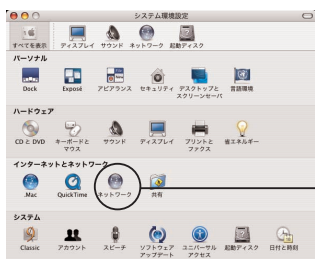 システム環境設定
すべてを表示 ディスプレイ サウンド ネットワーク 起動ディスク
パーソナル
Dock Exposé アピアランス セキュリティ デスクトップと スクリーンセーバ 言語環境
ハードウェア
CD と DVD キーボードと マウス サウンド ディスプレイ プリントと ファクス 省エネルギー
インターネットとネットワーク
.Mac QuickTime ネットワーク 共有
システム
Classic アカウント スピーチ ソフトウェア アップデート ユニバーサル アクセス 起動ディスク 日付と時刻